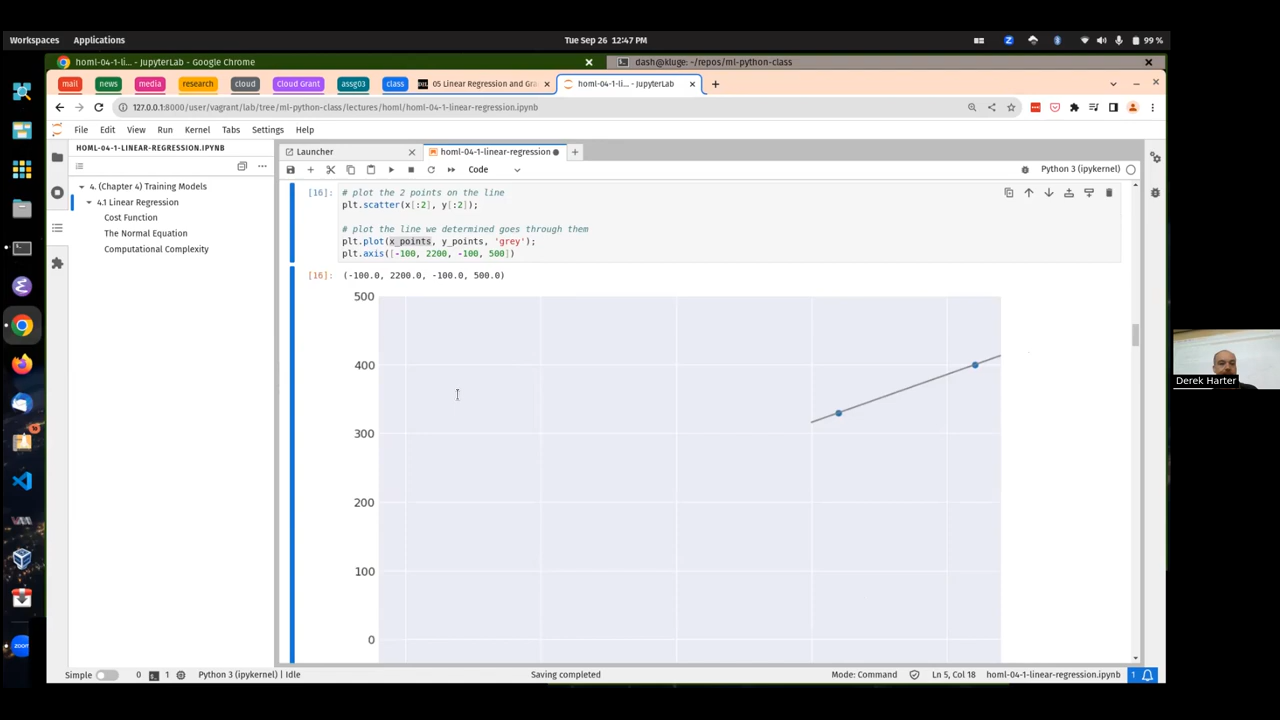 Workspaces Applications Tue Sep 26 12:47 PM 99 %
homl-04-1-li... - JupyterLab - Google Chrome dash@kluge: ~/repos/ml-python-class
mail news media research cloud Cloud Grant assg03 class 05 Linear Regression and Gra homl-04-1-li... - JupyterLab
127.0.0.1:8000/user/vagrant/lab/tree/ml-python-class/lectures/homl/homl-04-1-linear-regression.ipynb
File Edit View Run Kernel Tabs Settings Help
HOML-04-1-LINEAR-REGRESSION.IPYNB
Launcher homl-04-1-linear-regression
Code Python 3 (ipykernel)
4. (Chapter 4) Training Models
4.1 Linear Regression
Cost Function
The Normal Equation
Computational Complexity
[16]: # plot the 2 points on the line
plt.scatter(x[:2], y[:2]);
# plot the line we determined goes through them
plt.plot(x_points, y_points, 'grey');
plt.axis([-100, 2200, -100, 500])
[16]: (-100.0, 2200.0, -100.0, 500.0)
500
400
300
200
100
0
Derek Harter
16
zoom
Simple 0 1 Python 3 (ipykernel) | Idle Saving completed Mode: Command Ln 5, Col 18 homl-04-1-linear-regression.ipynb 1